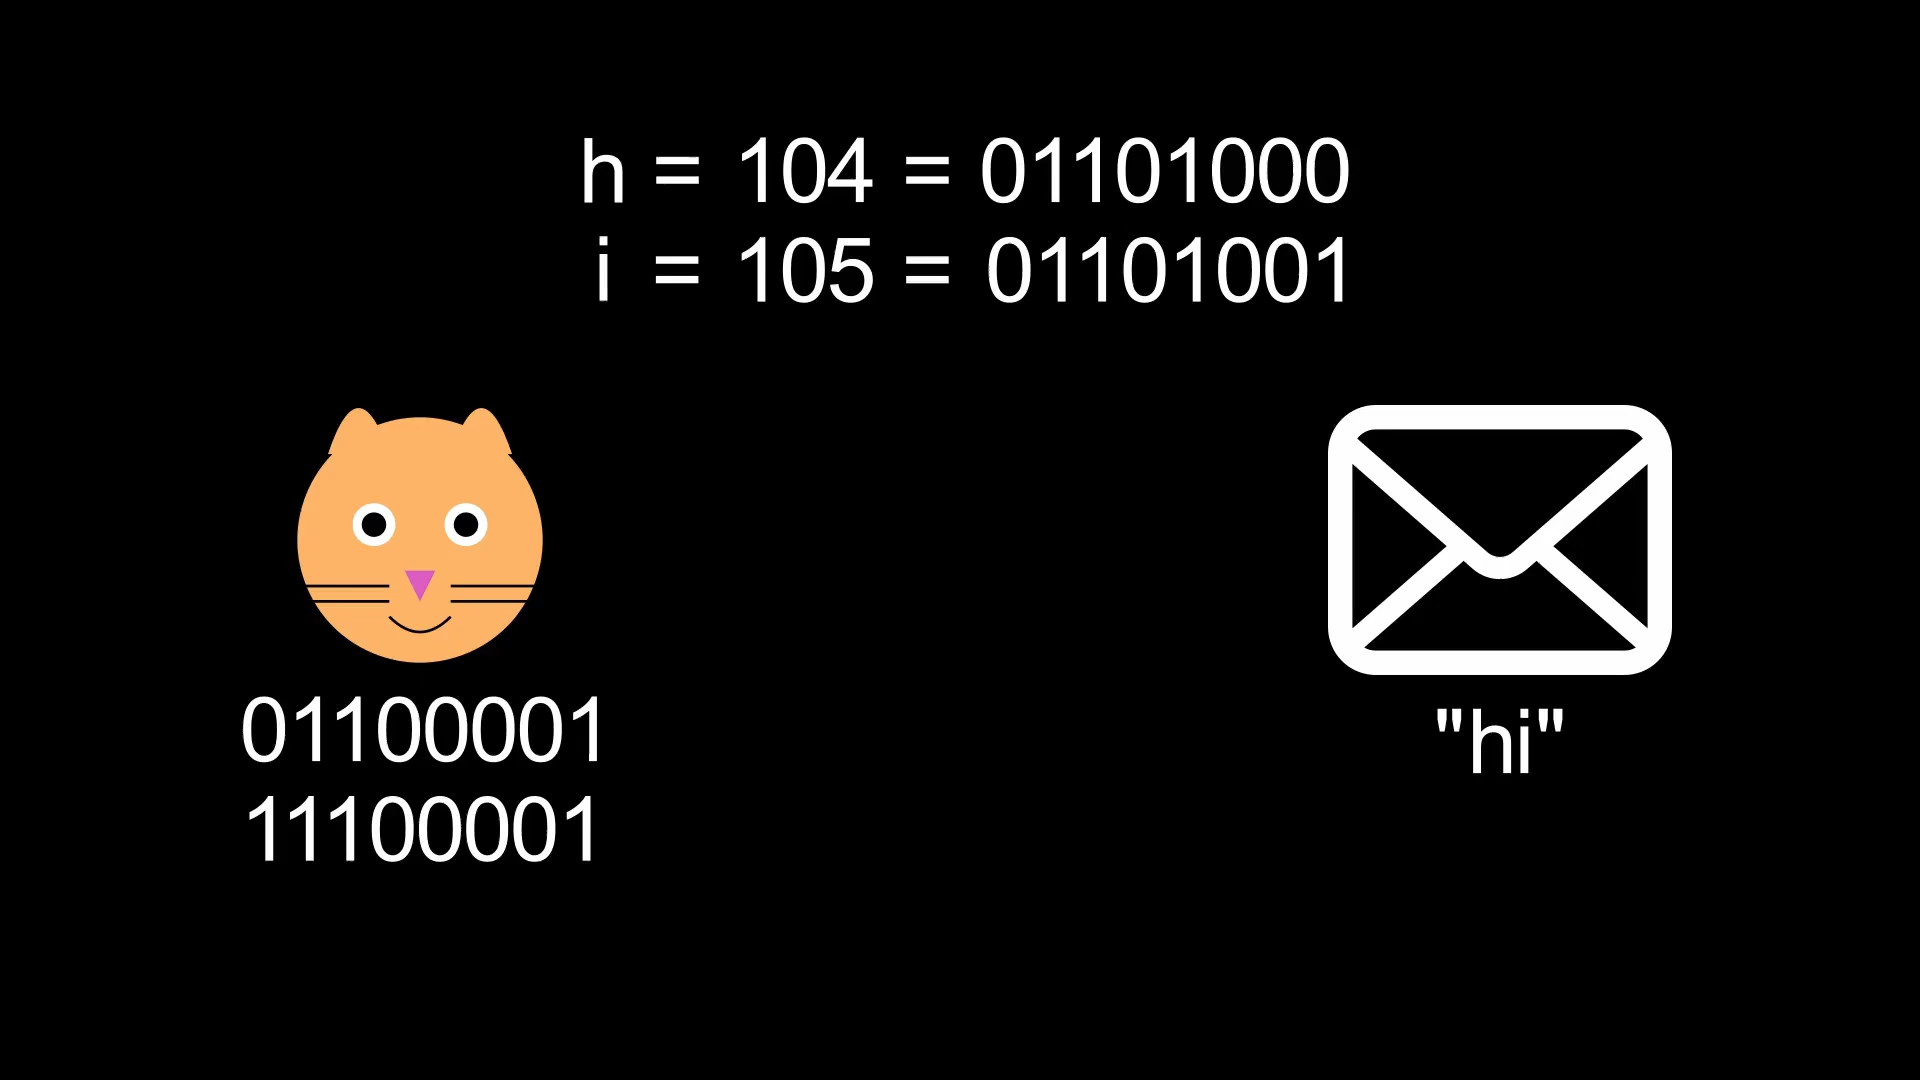 h = 104 = 01101000
i = 105 = 01101001
01100001
11100001
"hi"